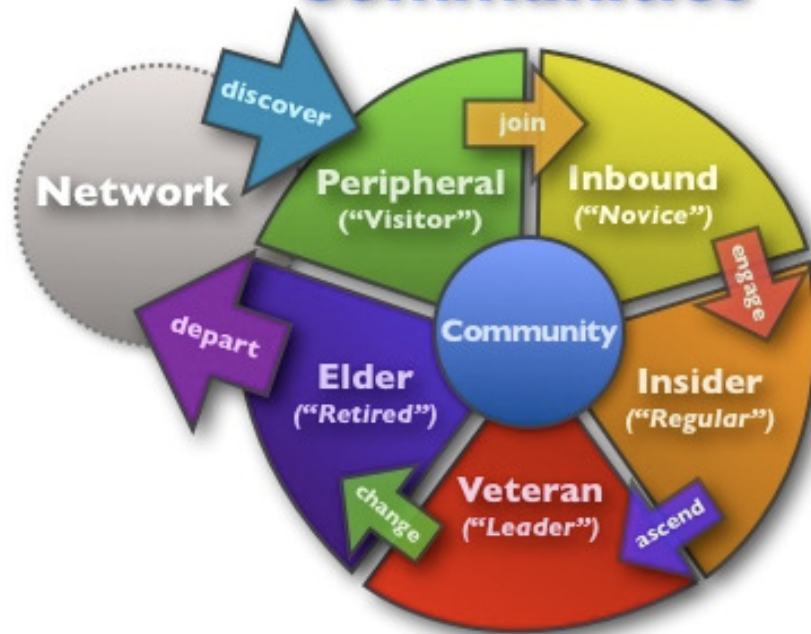 discover
Network
Peripheral
(“Visitor”)
join
Inbound
(“Novice”)
engage
Community
Insider
(“Regular”)
ascend
Veteran
(“Leader”)
change
Elder
(“Retired”)
depart